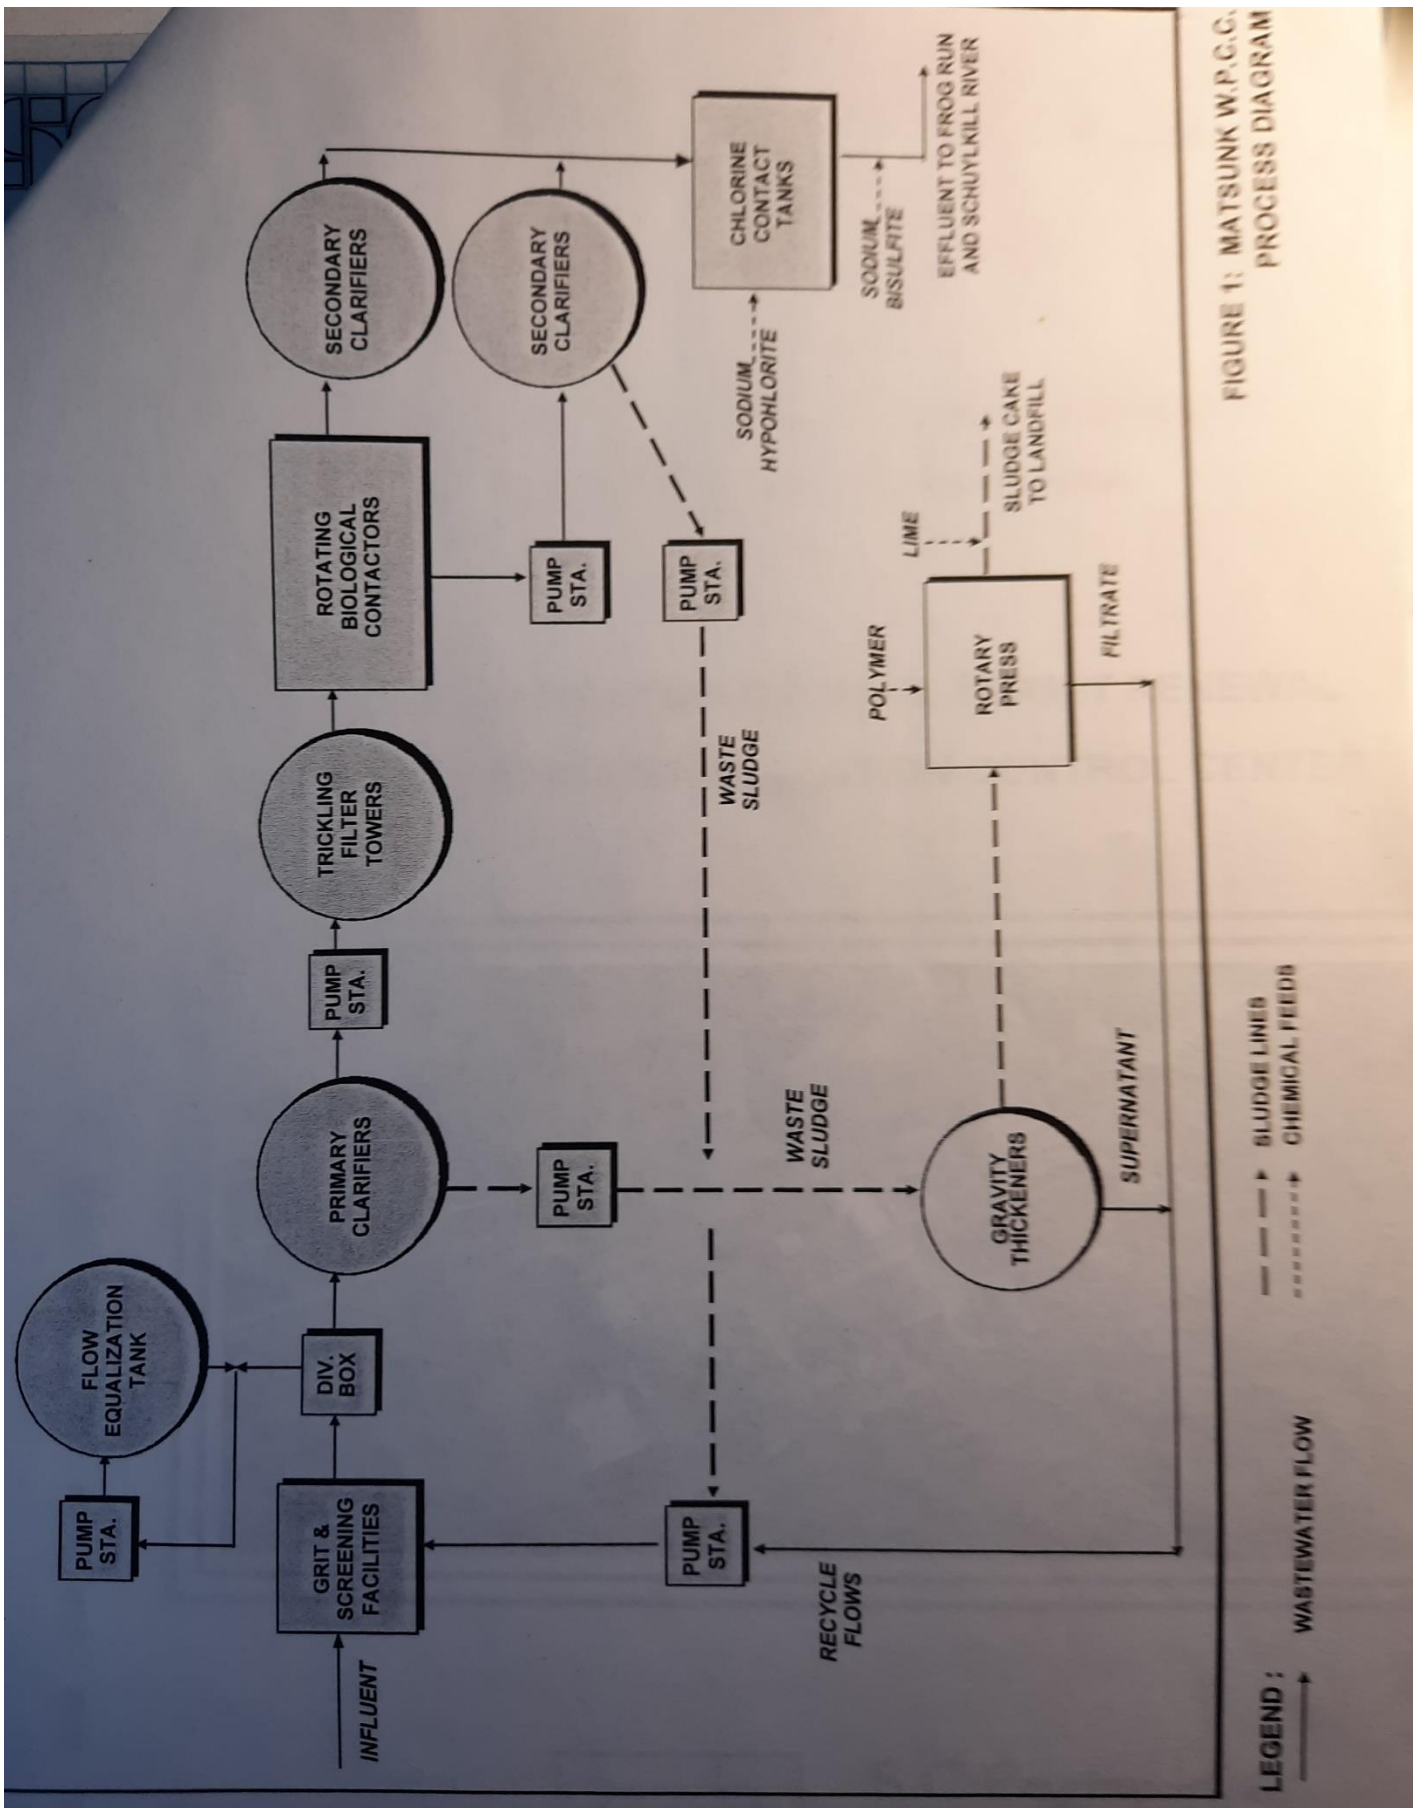 FLOW
EQUALIZATION
TANK
PUMP
STA.
INFLUENT
GRIT &
SCREENING
FACILITIES
DIV.
BOX
PRIMARY
CLARIFIERS
PUMP
STA.
TRICKLING
FILTER
TOWERS
ROTATING
BIOLOGICAL
CONTACTORS
SECONDARY
CLARIFIERS
PUMP
STA.
SECONDARY
CLARIFIERS
PUMP
STA.
PUMP
STA.
WASTE
SLUDGE
PUMP
STA.
SODIUM
HYPOHLORITE
CHLORINE
CONTACT
TANKS
SODIUM
BISULFITE
EFFLUENT TO FROG RUN
AND SCHUYLKILL RIVER
RECYCLE
FLOWS
WASTE
SLUDGE
GRAVITY
THICKENERS
SUPERNATANT
POLYMER
LIME
ROTARY
PRESS
SLUDGE CAKE
TO LANDFILL
FILTRATE
FIGURE 1: MATSUNK W.P.C.C.
PROCESS DIAGRAM
LEGEND :
WASTEWATER FLOW
SLUDGE LINES
CHEMICAL FEEDS